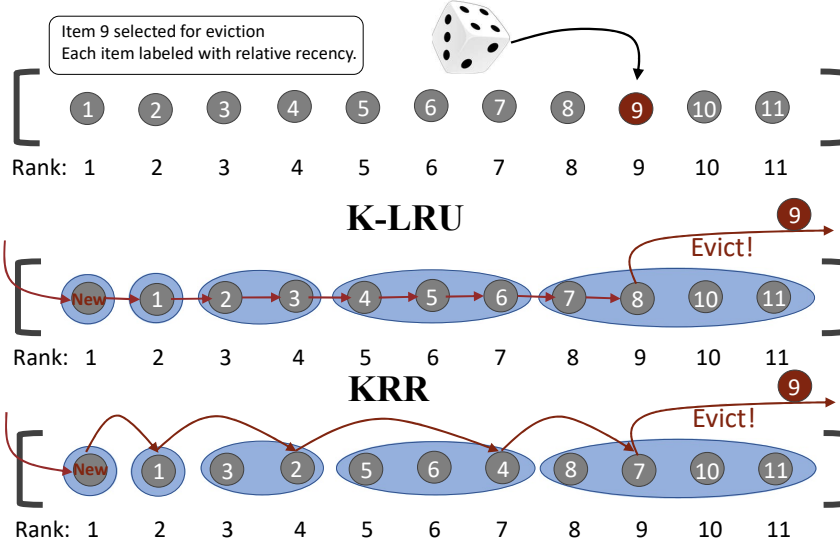 Item 9 selected for eviction
Each item labeled with relative recency.
1 2 3 4 5 6 7 8 9 10 11
Rank: 1 2 3 4 5 6 7 8 9 10 11
K-LRU
9
Evict!
New 1 2 3 4 5 6 7 8 10 11
Rank: 1 2 3 4 5 6 7 8 9 10 11
KRR
9
Evict!
New 1 3 2 5 6 4 8 7 10 11
Rank: 1 2 3 4 5 6 7 8 9 10 11